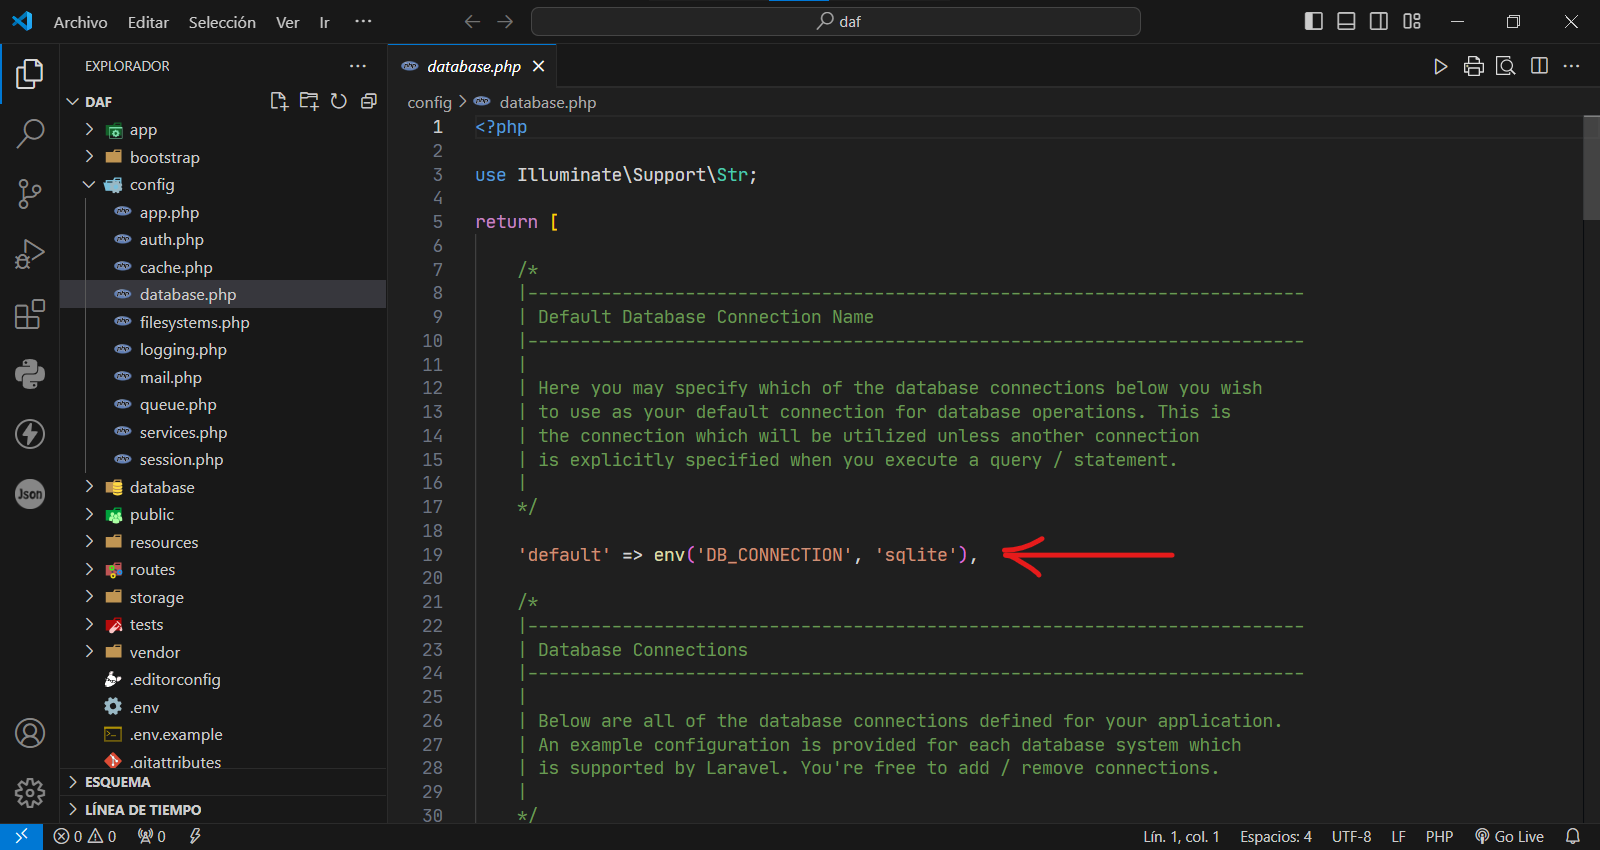 Archivo Editar Selección Ver Ir ···
daf
EXPLORADOR ···
DAF
app
bootstrap
config
app.php
auth.php
cache.php
database.php
filesystems.php
logging.php
mail.php
queue.php
services.php
session.php
database
public
resources
routes
storage
tests
vendor
.editorconfig
.env
.env.example
.gitattributes
ESQUEMA
LÍNEA DE TIEMPO
Json
database.php
config > database.php
1 <?php
2
3 use Illuminate\Support\Str;
4
5 return [
6
7 /*
8 |--------------------------------------------------------------------------
9 | Default Database Connection Name
10 |--------------------------------------------------------------------------
11 |
12 | Here you may specify which of the database connections below you wish
13 | to use as your default connection for database operations. This is
14 | the connection which will be utilized unless another connection
15 | is explicitly specified when you execute a query / statement.
16 |
17 */
18
19 'default' => env('DB_CONNECTION', 'sqlite'),
20
21 /*
22 |--------------------------------------------------------------------------
23 | Database Connections
24 |--------------------------------------------------------------------------
25 |
26 | Below are all of the database connections defined for your application.
27 | An example configuration is provided for each database system which
28 | is supported by Laravel. You're free to add / remove connections.
29 |
30 */
0 0 0
Lín. 1, col. 1 Espacios: 4 UTF-8 LF PHP Go Live